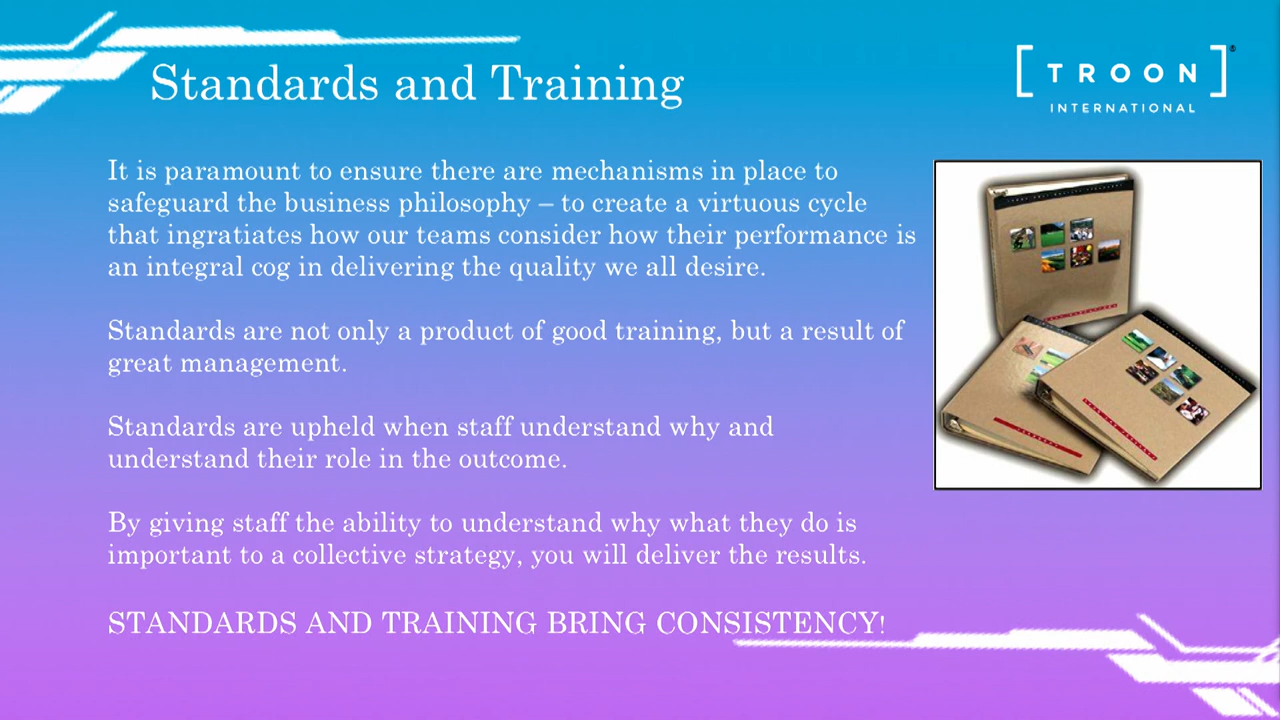 Standards and Training
[TROON]®
INTERNATIONAL
It is paramount to ensure there are mechanisms in place to
safeguard the business philosophy – to create a virtuous cycle
that ingratiates how our teams consider how their performance is
an integral cog in delivering the quality we all desire.
Standards are not only a product of good training, but a result of
great management.
Standards are upheld when staff understand why and
understand their role in the outcome.
By giving staff the ability to understand why what they do is
important to a collective strategy, you will deliver the results.
STANDARDS AND TRAINING BRING CONSISTENCY!